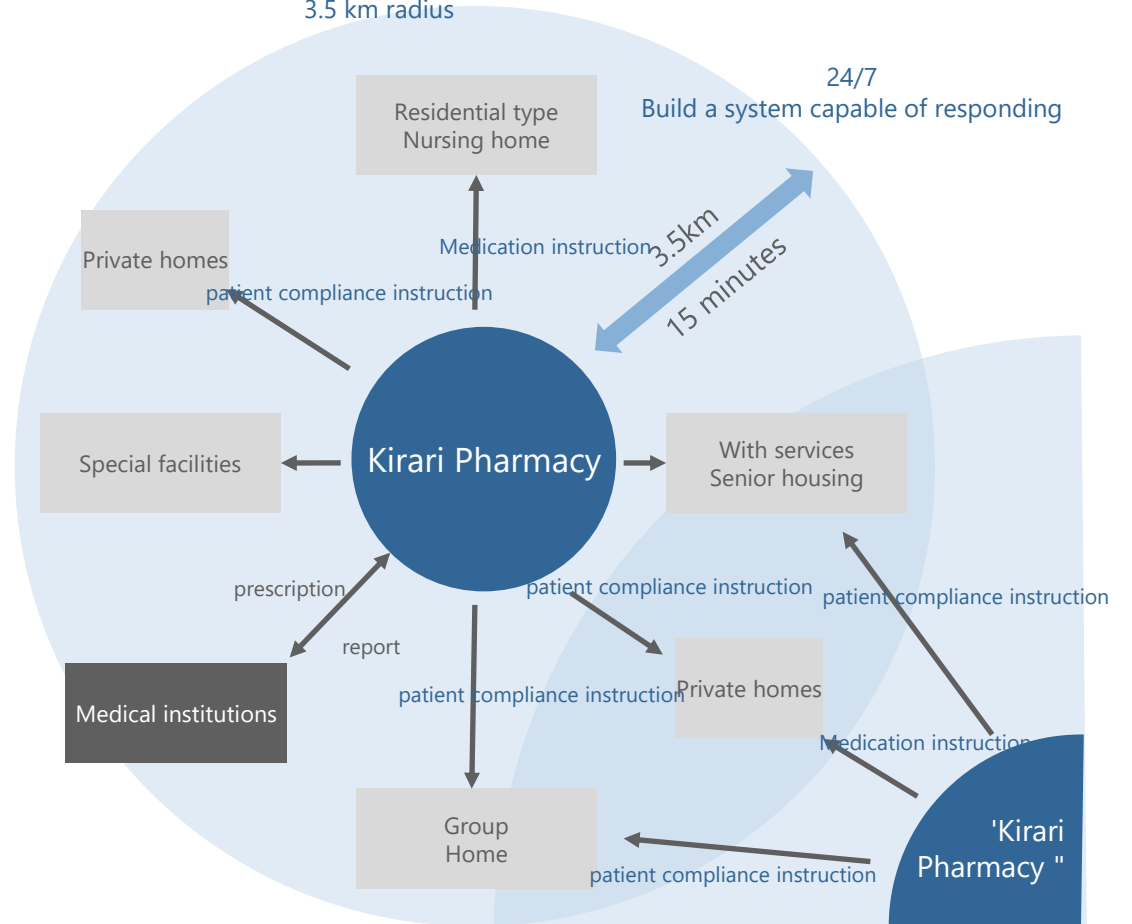 3.5 km radius
24/7
Build a system capable of responding
Residential type
Nursing home
3.5km
15 minutes
Medication instruction
Private homes
patient compliance instruction
Kirari Pharmacy
Special facilities
With services
Senior housing
prescription
report
patient compliance instruction
patient compliance instruction
Medical institutions
patient compliance instruction
Private homes
Medication instruction
Group
Home
'Kirari
Pharmacy "
patient compliance instruction